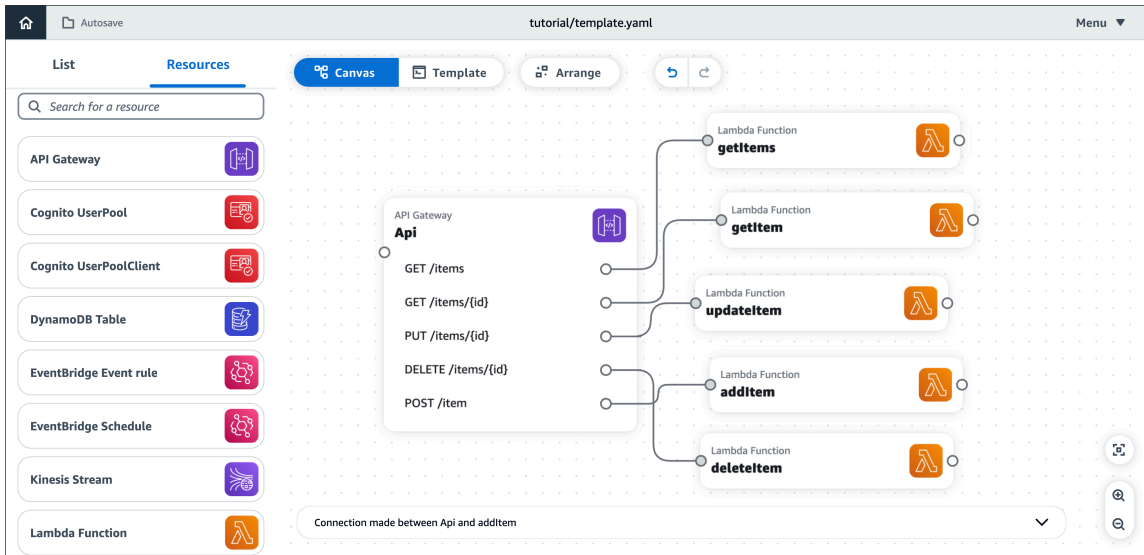 Autosave
tutorial/template.yaml
Menu
List
Resources
Search for a resource
API Gateway
Cognito UserPool
Cognito UserPoolClient
DynamoDB Table
EventBridge Event rule
EventBridge Schedule
Kinesis Stream
Lambda Function
Canvas
Template
Arrange
API Gateway
Api
GET /items
GET /items/{id}
PUT /items/{id}
DELETE /items/{id}
POST /item
Lambda Function
getItems
Lambda Function
getItem
Lambda Function
updateItem
Lambda Function
addItem
Lambda Function
deleteItem
Connection made between Api and addItem